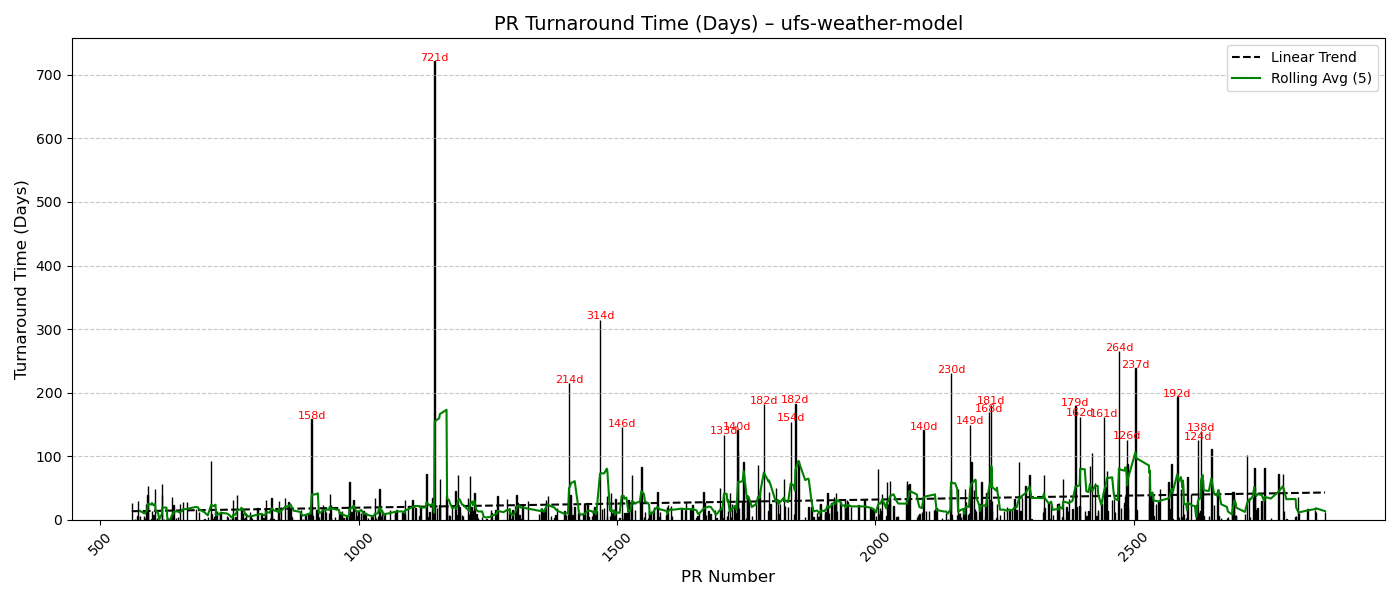 PR Turnaround Time (Days) – ufs-weather-model
Linear Trend
Rolling Avg (5)
Turnaround Time (Days)
700
600
500
400
300
200
100
0
721d
158d
214d
314d
146d
133d
140d
182d
154d
182d
140d
230d
149d
168d
181d
179d
162d
161d
264d
126d
237d
192d
124d
138d
500
1000
1500
2000
2500
PR Number